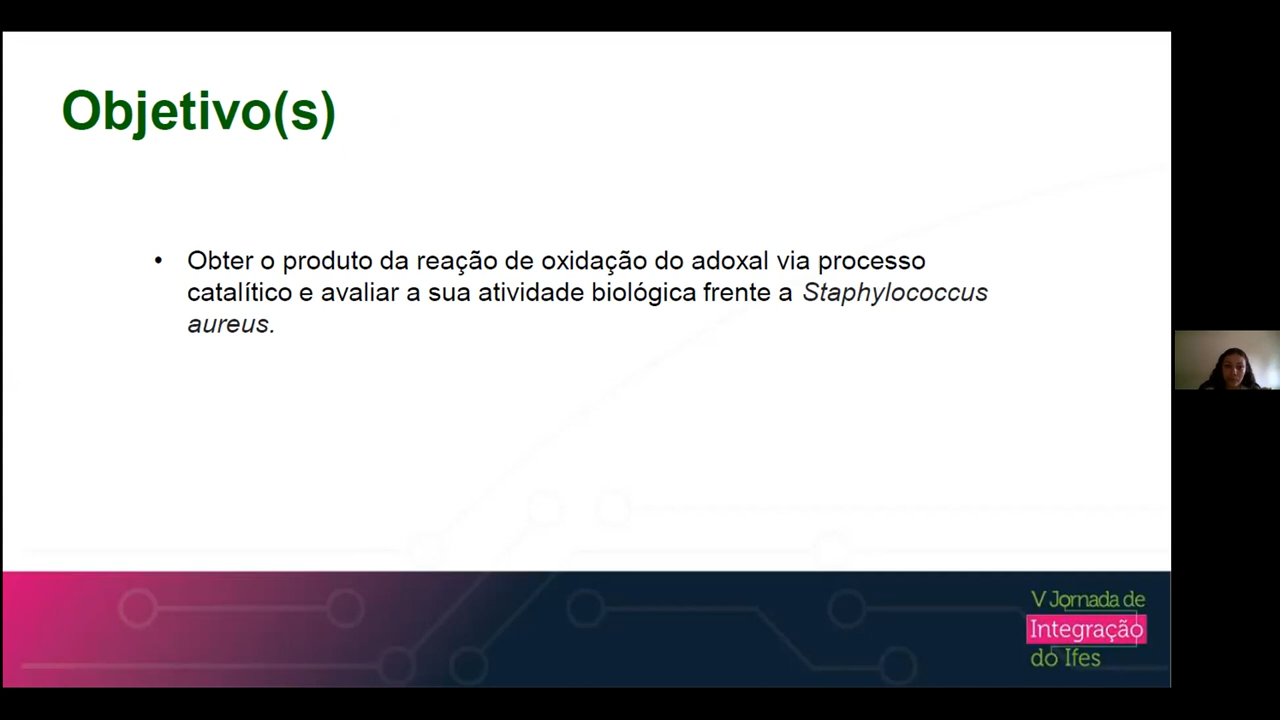 Objetivo(s)
• Obter o produto da reação de oxidação do adoxal via processo
catalítico e avaliar a sua atividade biológica frente a Staphylococcus
aureus.
V Jornada de
Integração
do Ifes